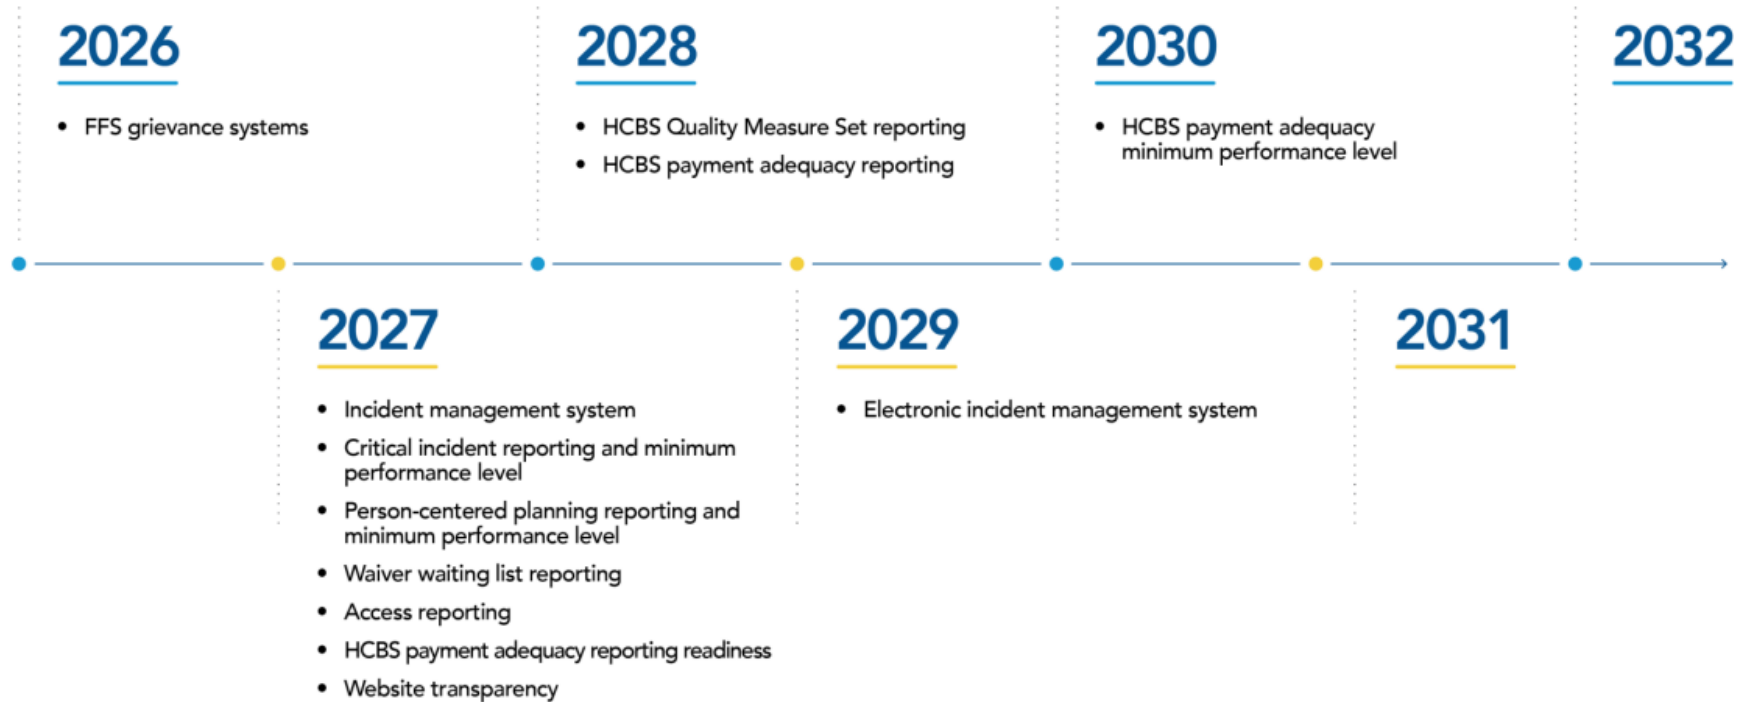 2026
• FFS grievance systems
2028
• HCBS Quality Measure Set reporting
• HCBS payment adequacy reporting
2030
• HCBS payment adequacy
minimum performance level
2032
2027
• Incident management system
• Critical incident reporting and minimum
performance level
• Person-centered planning reporting and
minimum performance level
• Waiver waiting list reporting
• Access reporting
• HCBS payment adequacy reporting readiness
• Website transparency
2029
• Electronic incident management system
2031